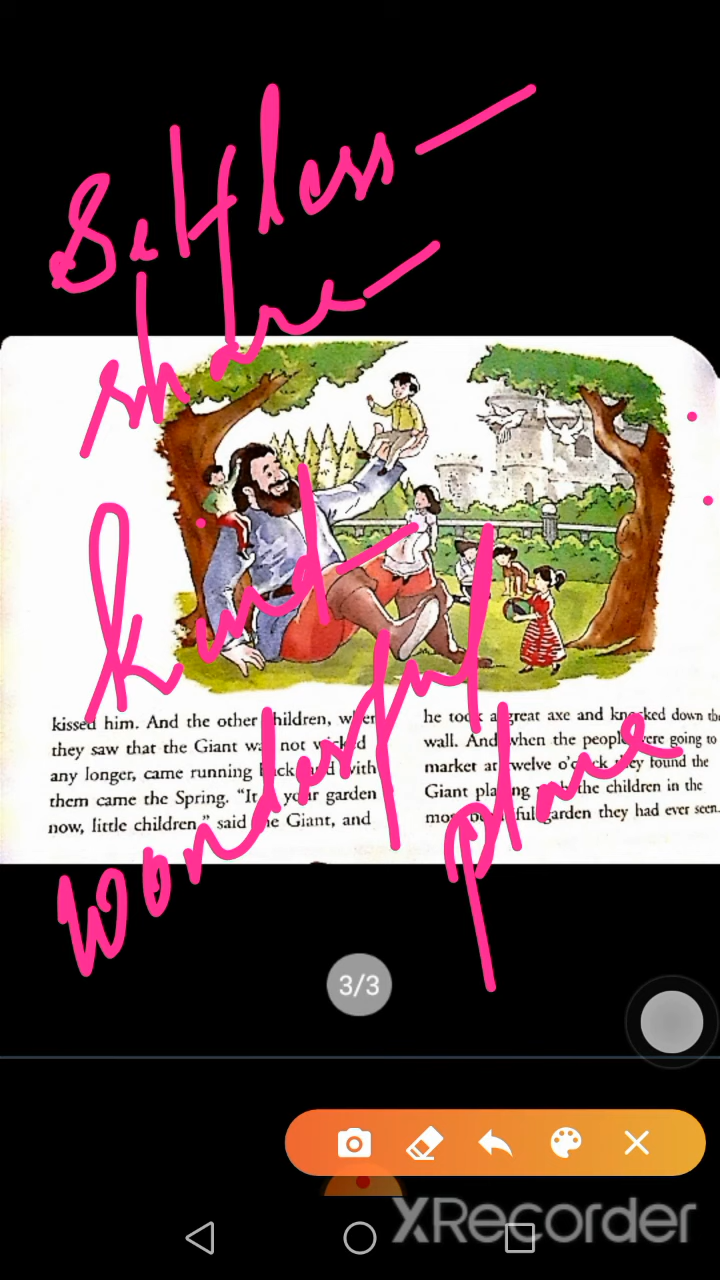 Selfless —
share —
kind —
wonderful
place
kissed him. And the other children, when
they saw that the Giant was not wicked
any longer, came running back, and with
them came the Spring. “It is your garden
now, little children,” said the Giant, and
he took a great axe and knocked down the
wall. And when the people were going to
market at twelve o'clock they found the
Giant playing with the children in the
most beautiful garden they had ever seen.
3/3
XRecorder